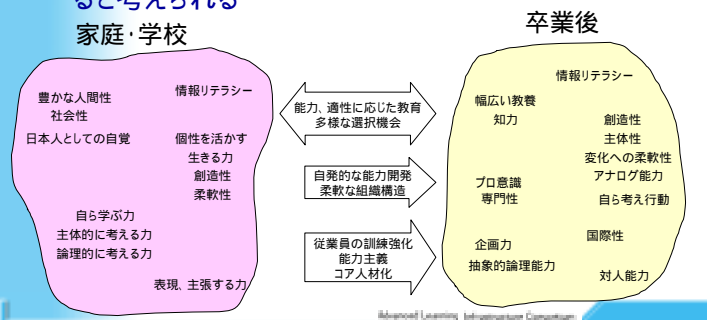 ると考えられる
家庭・学校
卒業後
豊かな人間性
社会性
日本人としての自覚
情報リテラシー
個性を活かす
生きる力
創造性
柔軟性
自ら学ぶ力
主体的に考える力
論理的に考える力
表現、主張する力
能力、適性に応じた教育
多様な選択機会
自発的な能力開発
柔軟な組織構造
従業員の訓練強化
能力主義
コア人材化
情報リテラシー
幅広い教養
知力
創造性
主体性
変化への柔軟性
アナログ能力
プロ意識
専門性
自ら考え行動
国際性
企画力
抽象的論理能力
対人能力
Advanced Learning Infrastructure Consortium